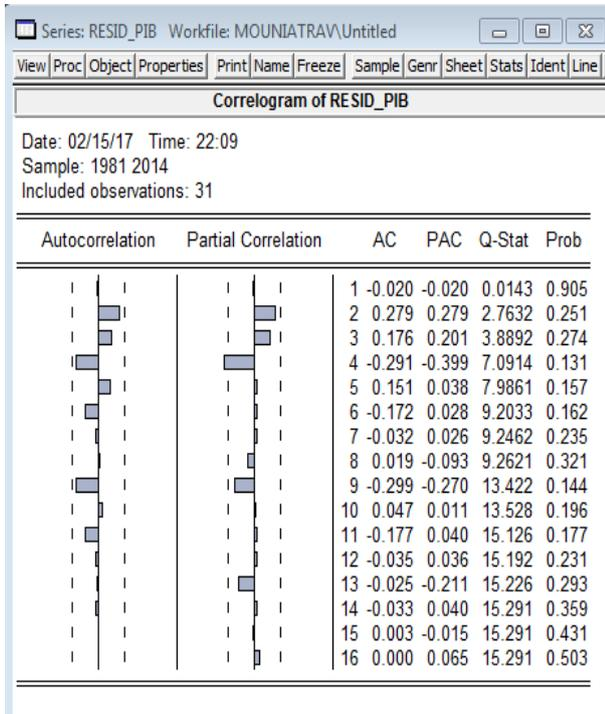 Series: RESID_PIB Workfile: MOUNIATRAV\Untitled
View Proc Object Properties Print Name Freeze Sample Genr Sheet Stats Ident Line
Correlogram of RESID_PIB
Date: 02/15/17 Time: 22:09
Sample: 1981 2014
Included observations: 31
Autocorrelation Partial Correlation AC PAC Q-Stat Prob
1 -0.020 -0.020 0.0143 0.905
2 0.279 0.279 2.7632 0.251
3 0.176 0.201 3.8892 0.274
4 -0.291 -0.399 7.0914 0.131
5 0.151 0.038 7.9861 0.157
6 -0.172 0.028 9.2033 0.162
7 -0.032 0.026 9.2462 0.235
8 0.019 -0.093 9.2621 0.321
9 -0.299 -0.270 13.422 0.144
10 0.047 0.011 13.528 0.196
11 -0.177 0.040 15.126 0.177
12 -0.035 0.036 15.192 0.231
13 -0.025 -0.211 15.226 0.293
14 -0.033 0.040 15.291 0.359
15 0.003 -0.015 15.291 0.431
16 0.000 0.065 15.291 0.503